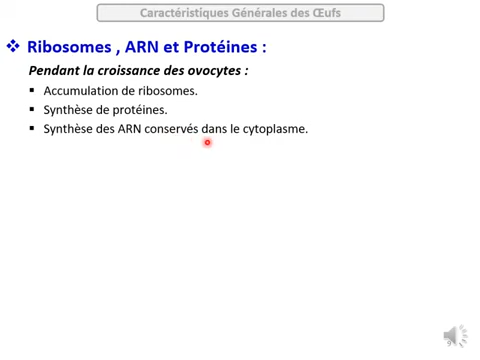 Caractéristiques Générales des Œufs
Ribosomes , ARN et Protéines :
Pendant la croissance des ovocytes :
Accumulation de ribosomes.
Synthèse de protéines.
Synthèse des ARN conservés dans le cytoplasme.